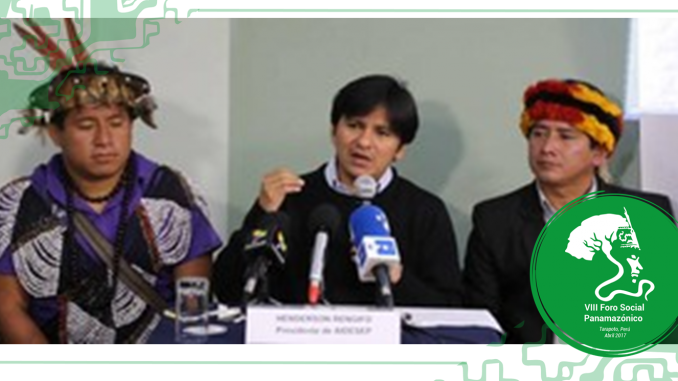 HENDERSON RENGIFO
Presidente de AIDESEP
VIII Foro Social
Panamazónico
Tarapoto, Perú
Abril 2017